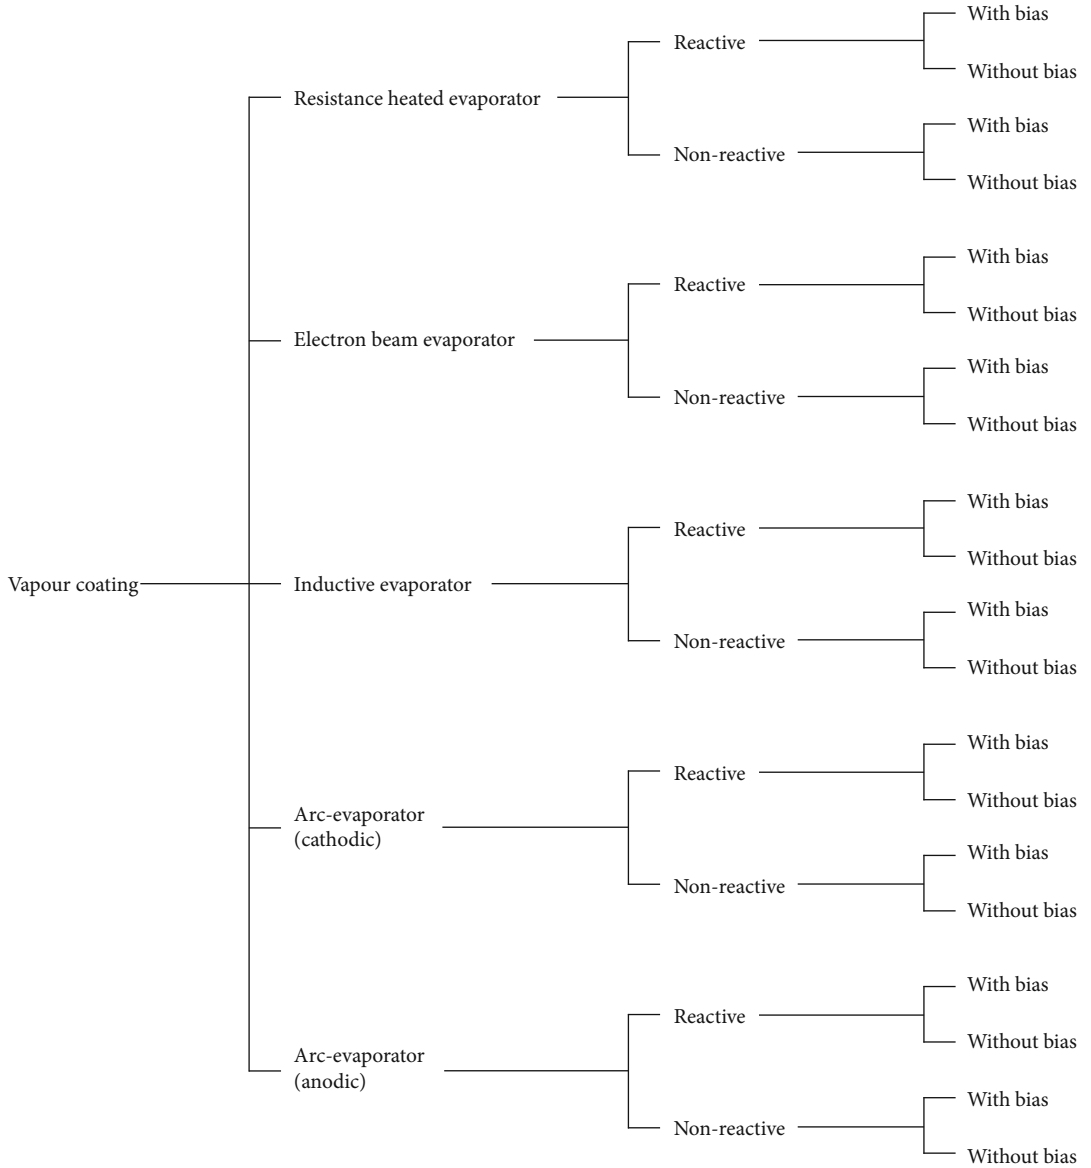 Vapour coating
Resistance heated evaporator
Reactive
With bias
Without bias
Non-reactive
With bias
Without bias
Electron beam evaporator
Reactive
With bias
Without bias
Non-reactive
With bias
Without bias
Inductive evaporator
Reactive
With bias
Without bias
Non-reactive
With bias
Without bias
Arc-evaporator
(cathodic)
Reactive
With bias
Without bias
Non-reactive
With bias
Without bias
Arc-evaporator
(anodic)
Reactive
With bias
Without bias
Non-reactive
With bias
Without bias